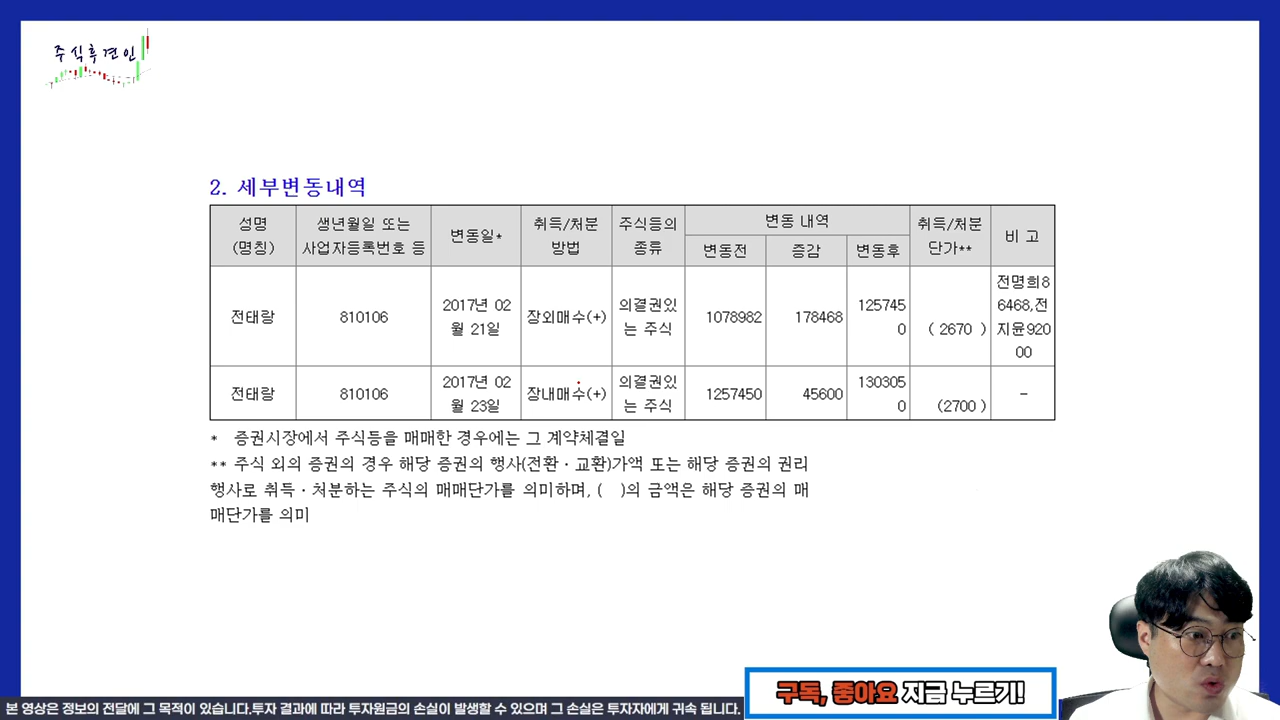 주식후견인
2. 세부변동내역
성명 생년월일 또는 변동일* 취득/처분 주식등의 변동 내역 취득/처분 비 고
(명칭) 사업자등록번호 등 방법 종류 변동전 증감 변동후 단가**
전태랑 810106 2017년 02 장외매수(+) 의결권있 1078982 178468 125745 ( 2670 ) 전명희8
월 21일 는 주식 0 6468,전
지윤920
00
전태랑 810106 2017년 02 장내매수(+) 의결권있 1257450 45600 130305 (2700 ) -
월 23일 는 주식 0
* 증권시장에서 주식등을 매매한 경우에는 그 계약체결일
** 주식 외의 증권의 경우 해당 증권의 행사(전환·교환)가액 또는 해당 증권의 권리
행사로 취득·처분하는 주식의 매매단가를 의미하며, ( )의 금액은 해당 증권의 매
매단가를 의미
구독, 좋아요 지금 누르기!
본 영상은 정보의 전달에 그 목적이 있습니다.투자 결과에 따라 투자원금의 손실이 발생할 수 있으며 그 손실은 투자자에게 귀속 됩니다.